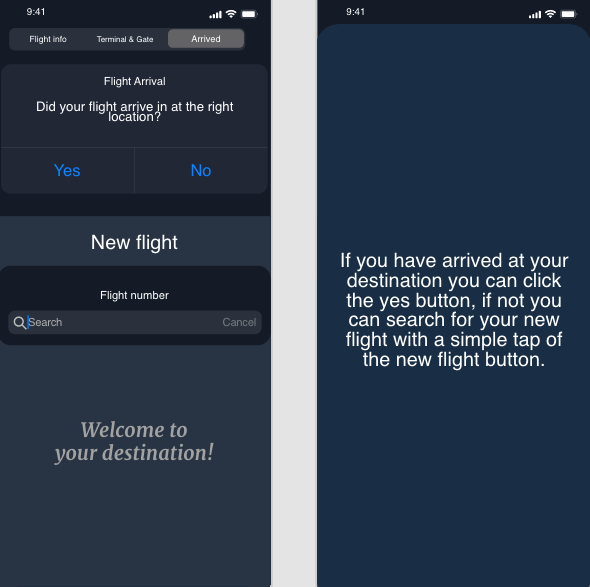 9:41
Flight info
Terminal & Gate
Arrived
Flight Arrival
Did your flight arrive in at the right
location?
Yes
No
New flight
Flight number
Search
Cancel
Welcome to
your destination!
9:41
If you have arrived at your
destination you can click
the yes button, if not you
can search for your new
flight with a simple tap of
the new flight button.